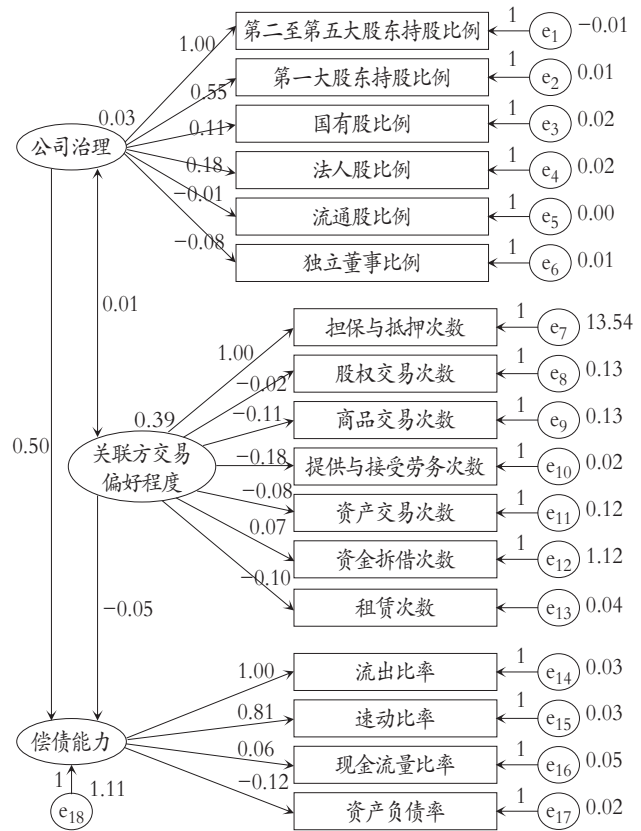 1.00
第二至第五大股东持股比例
1
e1
−0.01
0.55
第一大股东持股比例
1
e2
0.01
0.03
公司治理
0.11
国有股比例
1
e3
0.02
0.18
法人股比例
1
e4
0.02
−0.01
流通股比例
1
e5
0.00
−0.08
独立董事比例
1
e6
0.01
0.01
0.50
1.00
担保与抵押次数
1
e7
13.54
−0.02
股权交易次数
1
e8
0.13
0.39
关联方交易
偏好程度
−0.11
商品交易次数
1
e9
0.13
−0.18
提供与接受劳务次数
1
e10
0.02
−0.08
资产交易次数
1
e11
0.12
0.07
资金拆借次数
1
e12
1.12
−0.10
租赁次数
1
e13
0.04
−0.05
1.00
流出比率
1
e14
0.03
0.81
速动比率
1
e15
0.03
偿债能力
0.06
现金流量比率
1
e16
0.05
−0.12
资产负债率
1
e17
0.02
1
1.11
e18